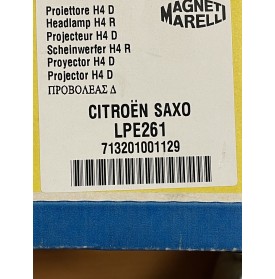 MAGNETI
MARELLI
Proiettore H4 D
Headlamp H4 R
Projecteur H4 D
Scheinwerfer H4 R
Proyector H4 D
Projector H4 D
ΠΡΟΒΟΛΕΑΣ Δ
CITROËN SAXO
LPE261
713201001129